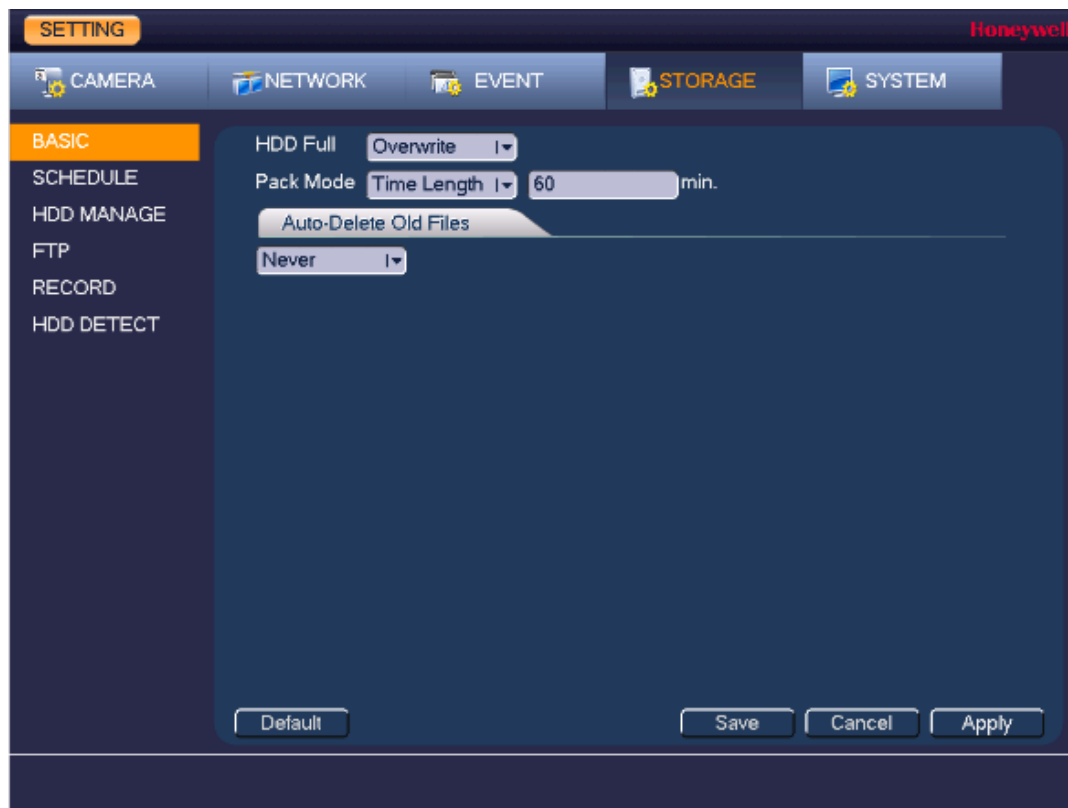 SETTING
Honeywell
CAMERA NETWORK EVENT STORAGE SYSTEM
BASIC
SCHEDULE
HDD MANAGE
FTP
RECORD
HDD DETECT
HDD Full Overwrite
Pack Mode Time Length 60 min.
Auto-Delete Old Files
Never
Default Save Cancel Apply